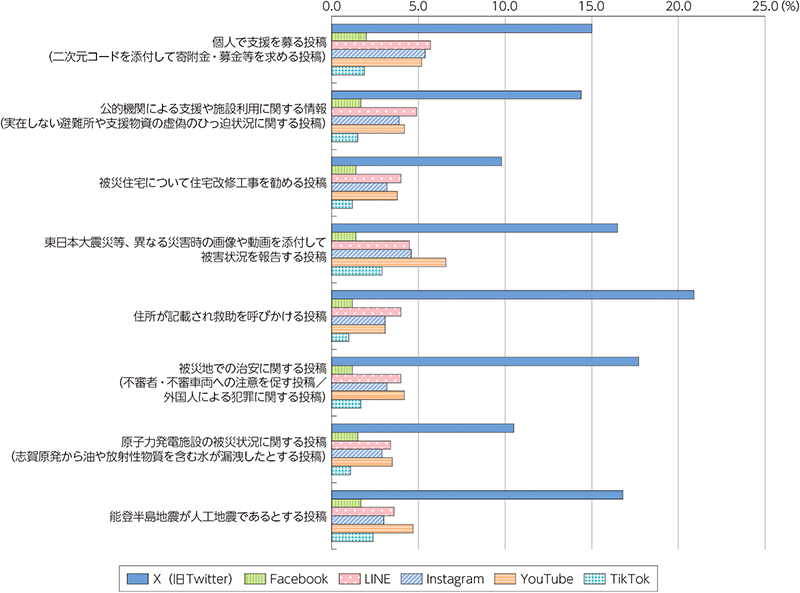 0.0 5.0 10.0 15.0 20.0 25.0 (%)
個人で支援を募る投稿
(二次元コードを添付して寄附金・募金等を求める投稿)
公的機関による支援や施設利用に関する情報
(実在しない避難所や支援物資の虚偽のひっ迫状況に関する投稿)
被災住宅について住宅改修工事を勧める投稿
東日本大震災等、異なる災害時の画像や動画を添付して
被害状況を報告する投稿
住所が記載され救助を呼びかける投稿
被災地での治安に関する投稿
(不審者・不審車両への注意を促す投稿/
外国人による犯罪に関する投稿)
原子力発電施設の被災状況に関する投稿
(志賀原発から油や放射性物質を含む水が漏洩したとする投稿)
能登半島地震が人工地震であるとする投稿
X (旧Twitter) Facebook LINE Instagram YouTube TikTok